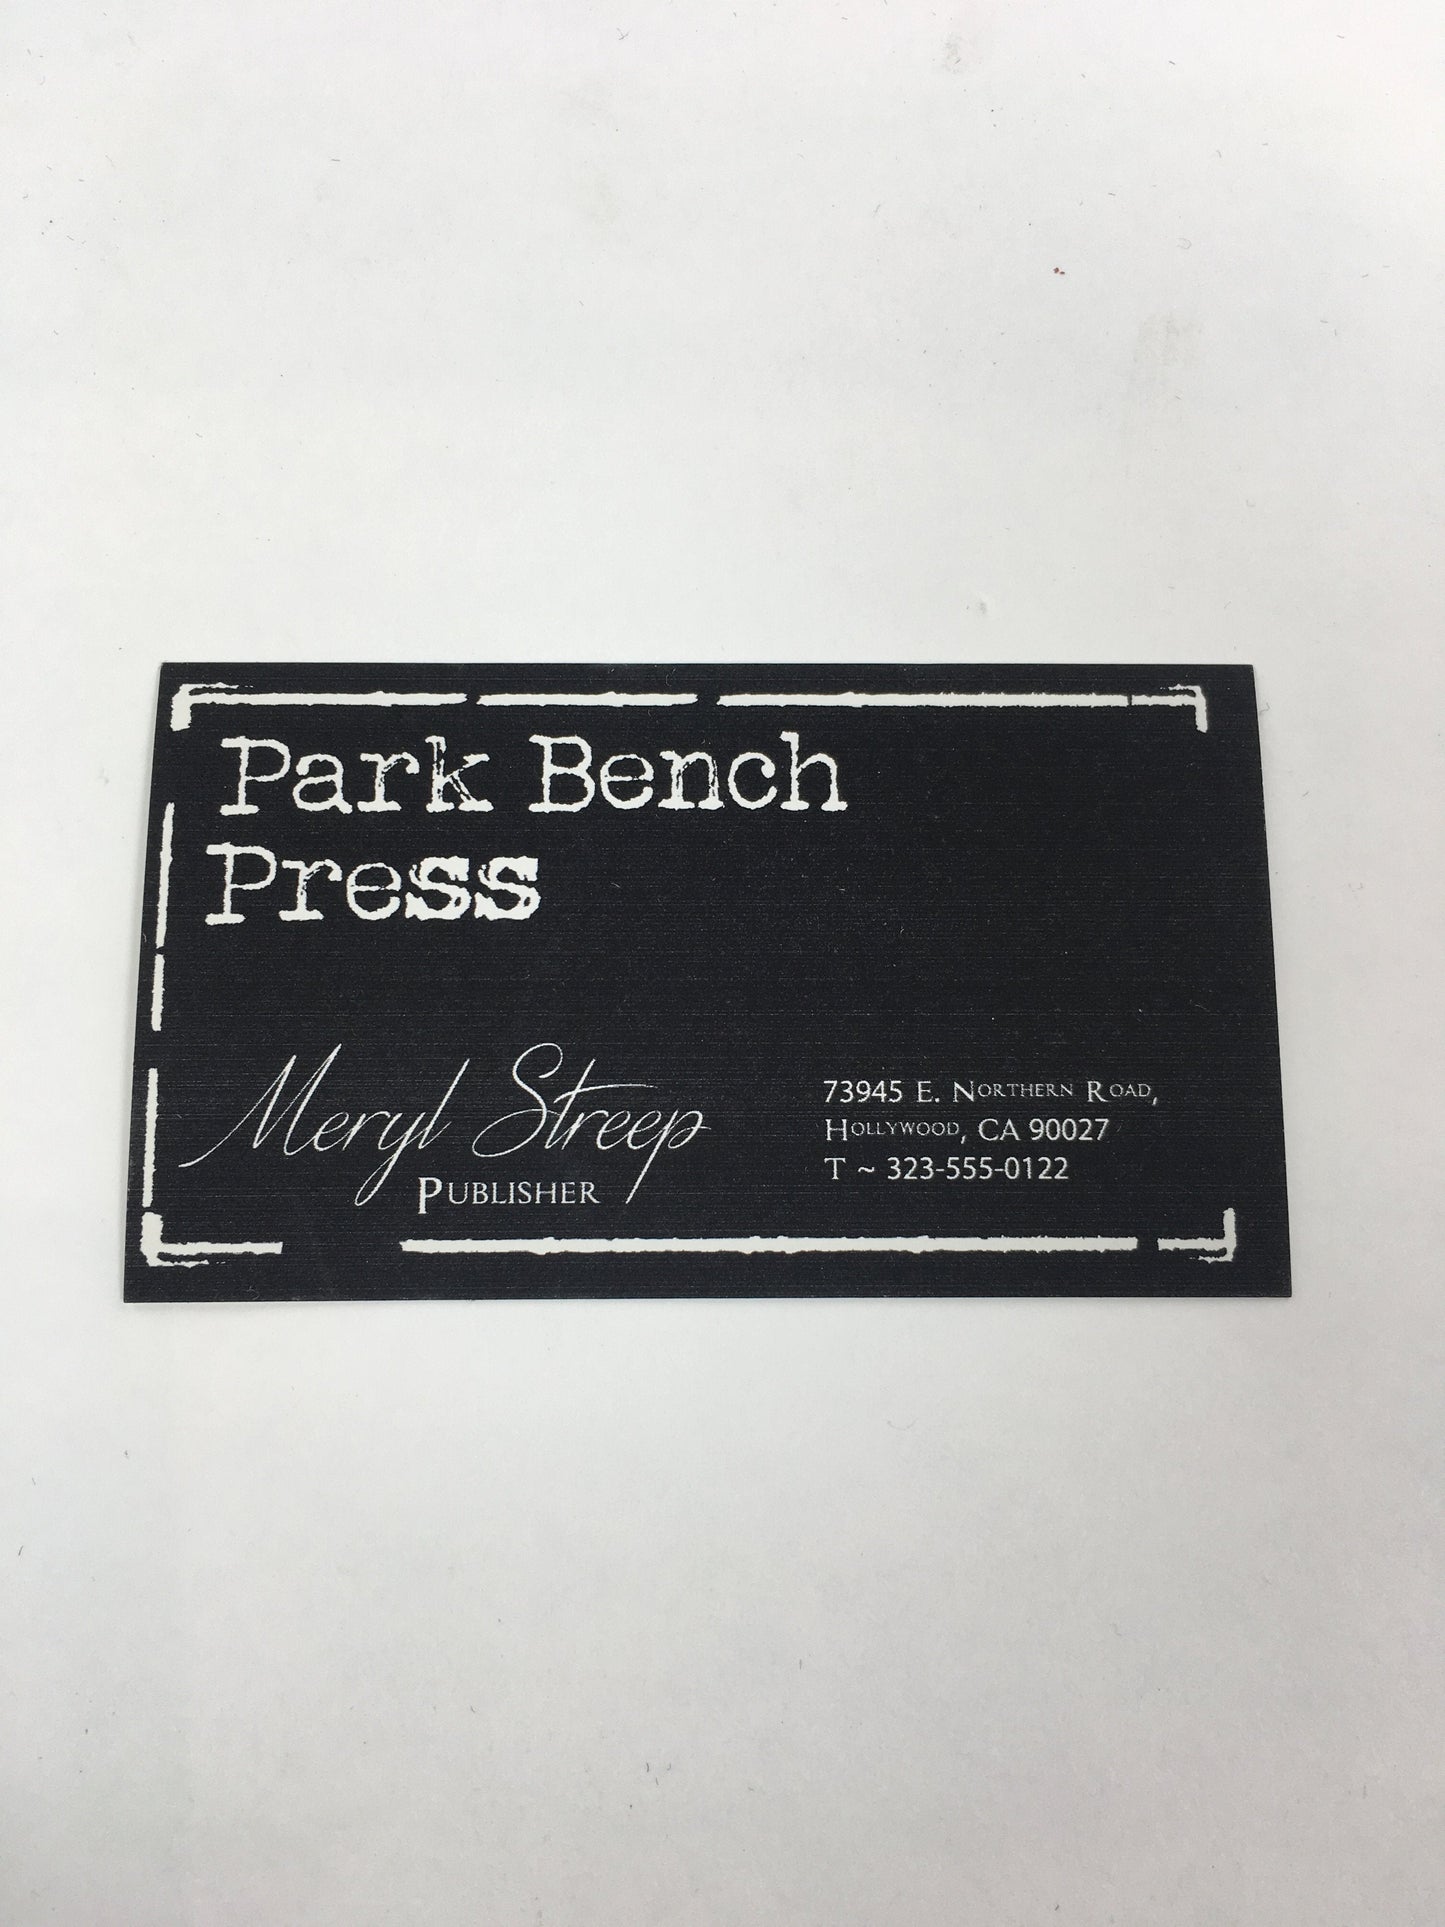 Park Bench
Press
Meryl Streep
Publisher
73945 E. Northern Road,
Hollywood, CA 90027
T ~ 323-555-0122